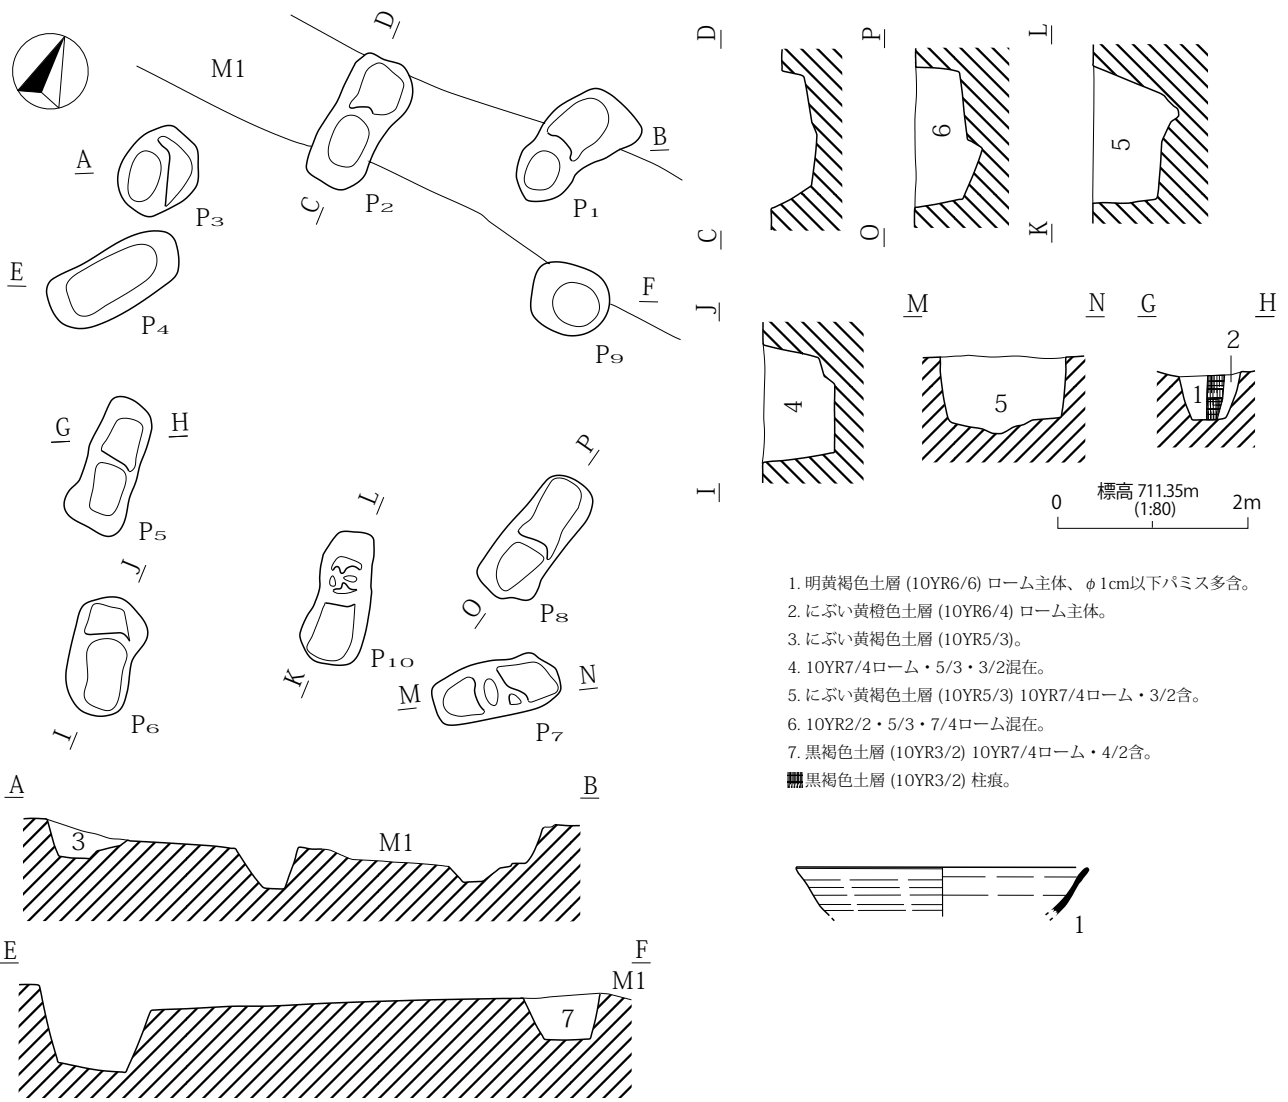 D
M1
B
A
C
P2
P1
P3
E
P4
F
P9
G
H
P5
J
L
P
O
P8
K
P10
M
N
P7
I
P6
D
C
P
6
O
L
5
K
J
4
I
M
N
5
G
H
2
1
標高 711.35m
(1:80)
0
2m
1. 明黄褐色土層 (10YR6/6) ローム主体、φ1cm以下パミス多含。
2. にぶい黄橙色土層 (10YR6/4) ローム主体。
3. にぶい黄褐色土層 (10YR5/3)。
4. 10YR7/4ローム・5/3・3/2混在。
5. にぶい黄褐色土層 (10YR5/3) 10YR7/4ローム・3/2含。
6. 10YR2/2・5/3・7/4ローム混在。
7. 黒褐色土層 (10YR3/2) 10YR7/4ローム・4/2含。
黒褐色土層 (10YR3/2) 柱痕。
A
B
3
M1
E
F
M1
7
1